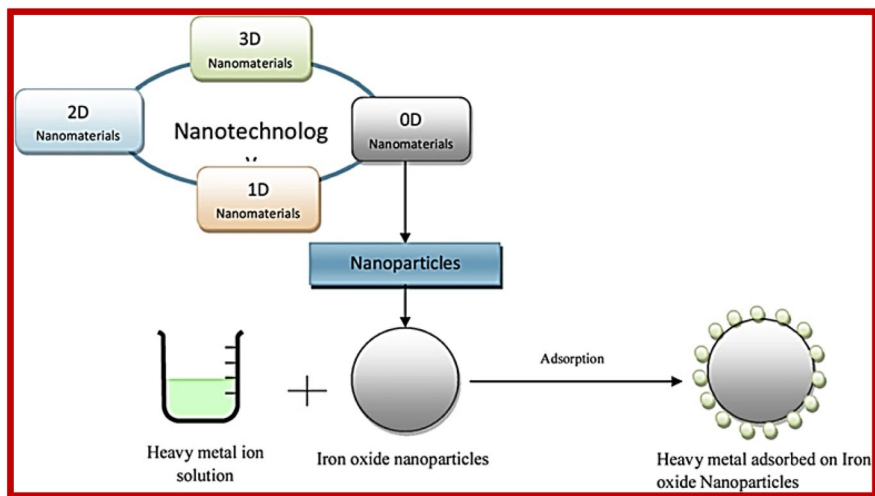 3D
Nanomaterials
2D
Nanomaterials
Nanotechnolog
y
0D
Nanomaterials
1D
Nanomaterials
Nanoparticles
Adsorption
Heavy metal ion
solution
Iron oxide nanoparticles
Heavy metal adsorbed on Iron
oxide Nanoparticles